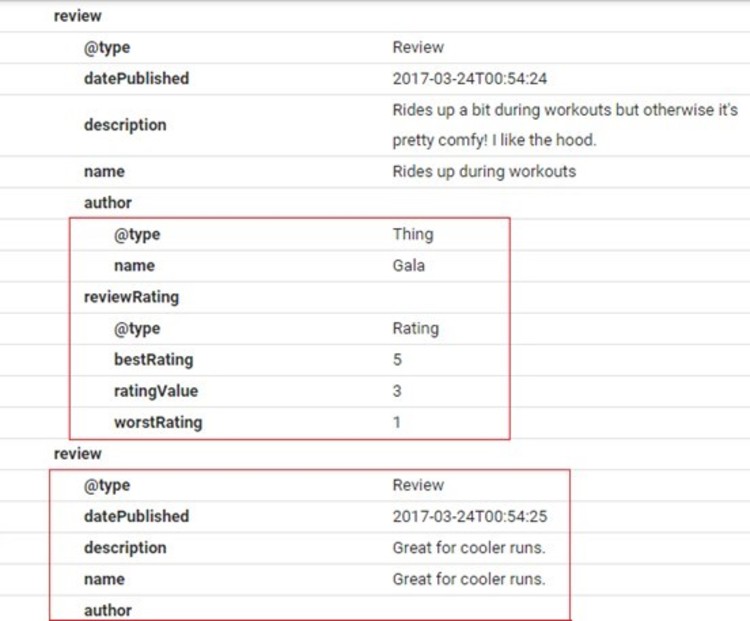 review
@type Review
datePublished 2017-03-24T00:54:24
description Rides up a bit during workouts but otherwise it's
pretty comfy! I like the hood.
name Rides up during workouts
author
@type Thing
name Gala
reviewRating
@type Rating
bestRating 5
ratingValue 3
worstRating 1
review
@type Review
datePublished 2017-03-24T00:54:25
description Great for cooler runs.
name Great for cooler runs.
author